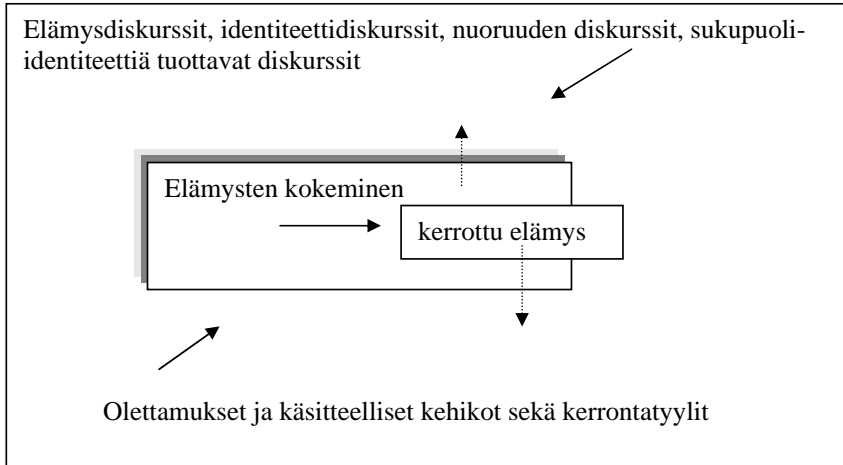 Elämysdiskurssit, identiteettidiskurssit, nuoruuden diskurssit, sukupuoli-
identiteettiä tuottavat diskurssit
Elämysten kokeminen
kerrottu elämys
Olettamukset ja käsitteelliset kehikot sekä kerrontatyylit